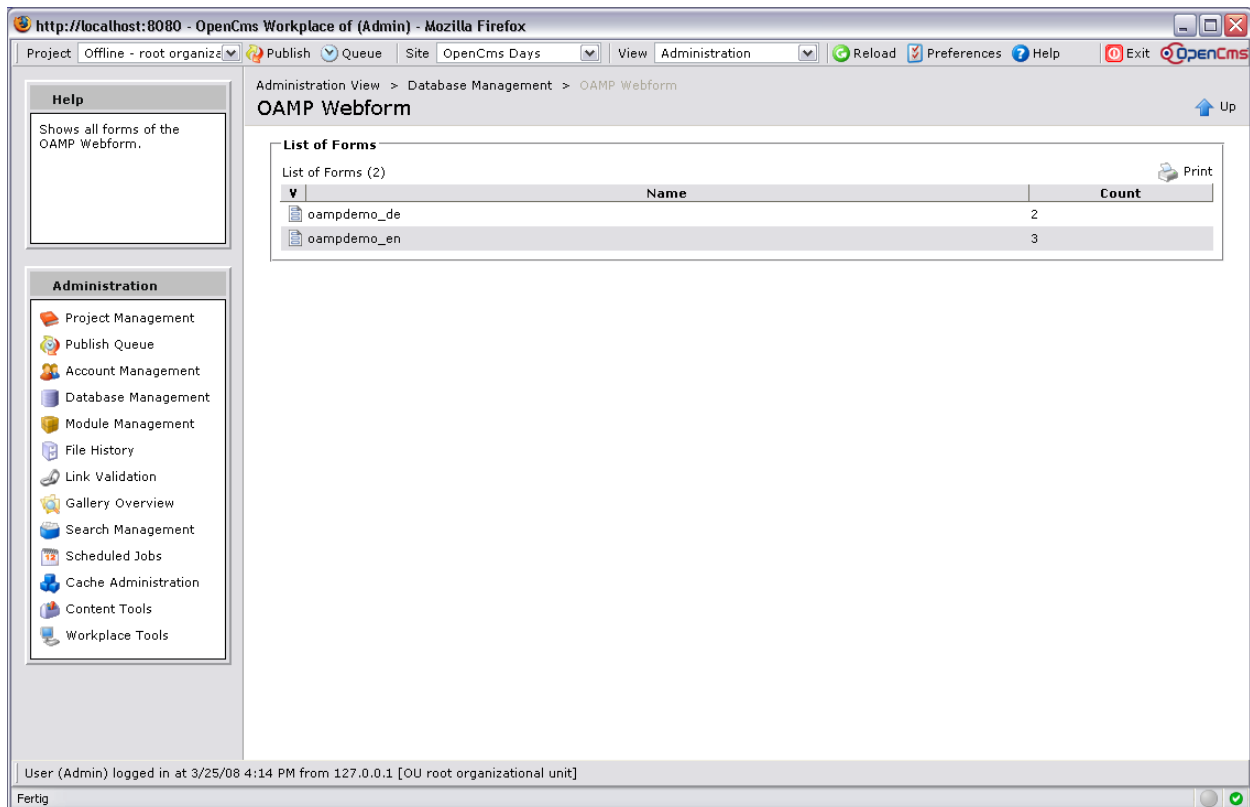 http://localhost:8080 - OpenCms Workplace of (Admin) - Mozilla Firefox
Project Offline - root organiza Publish Queue Site OpenCms Days View Administration Reload Preferences Help Exit OpenCms
Administration View > Database Management > OAMP Webform
OAMP Webform
Up
Help
Shows all forms of the
OAMP Webform.
List of Forms
List of Forms (2)
Print
V Name Count
oampdemo_de 2
oampdemo_en 3
Administration
Project Management
Publish Queue
Account Management
Database Management
Module Management
File History
Link Validation
Gallery Overview
Search Management
Scheduled Jobs
Cache Administration
Content Tools
Workplace Tools
User (Admin) logged in at 3/25/08 4:14 PM from 127.0.0.1 [OU root organizational unit]
Fertig